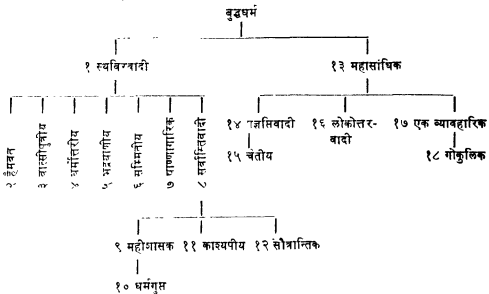 बुद्धधर्म
१ स्थविरवादी
१३ महासांघिक
२ हैमवत
३ वात्सीपुत्रीय
४ धर्मोत्तरीय
५ भद्रयाणीय
६ सम्मितीय
७ षाण्णागारिक
८ सर्वास्तिवादी
१४ प्रज्ञप्तिवादी
१६ लोकोत्तर-
वादी
१७ एक व्यावहारिक
१५ चैतीय
१८ गोकुलिक
९ महीशासक
११ काश्यपीय
१२ सौत्रान्तिक
१० धर्मगुप्त